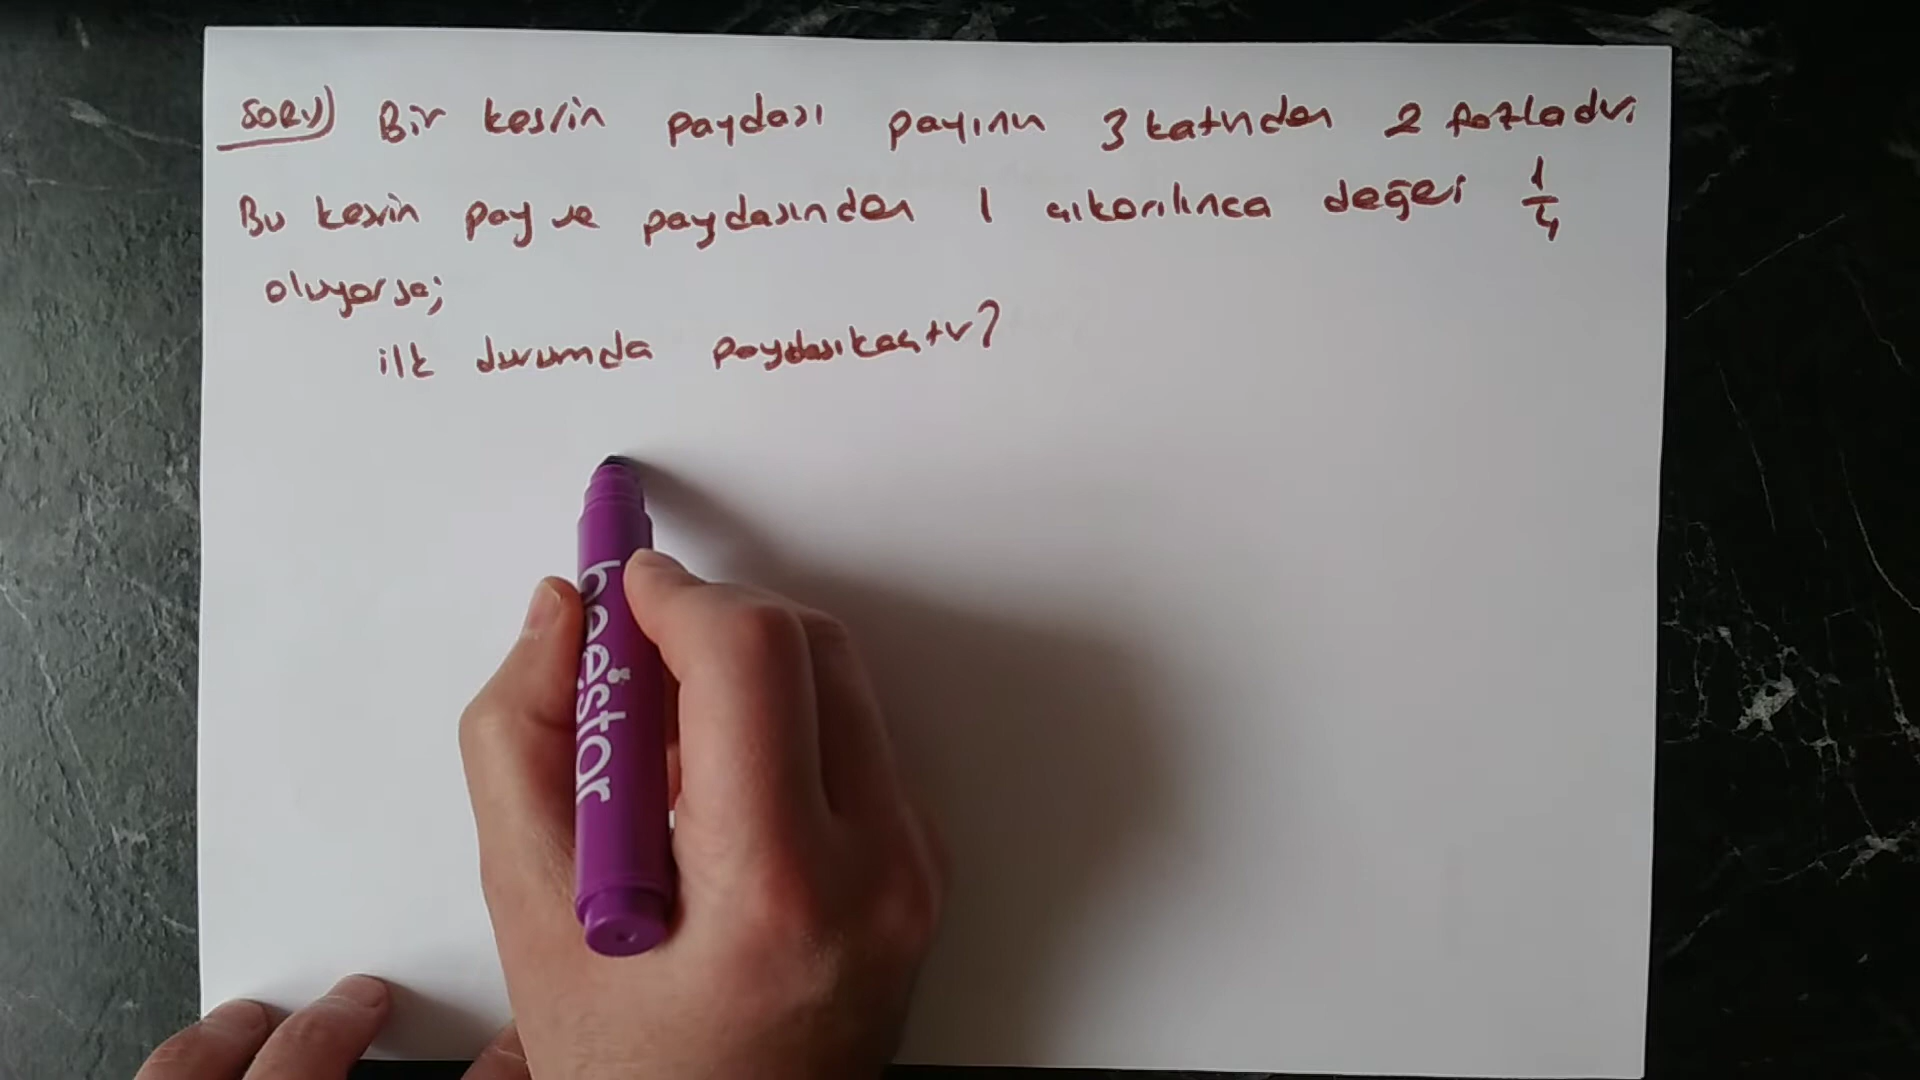 SORU) Bir kesrin paydası payının 3 katından 2 fazladır.
Bu kesrin pay ve paydasından 1 çıkarılınca değeri 1/4
oluyorsa;
ilk durumda paydası kaçtır?
beestar